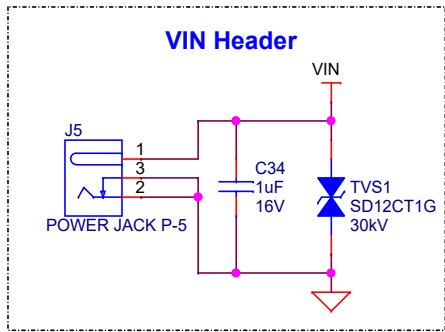 VIN Header
VIN
J5
1
3
2
POWER JACK P-5
C34
1uF
16V
TVS1
SD12CT1G
30kV